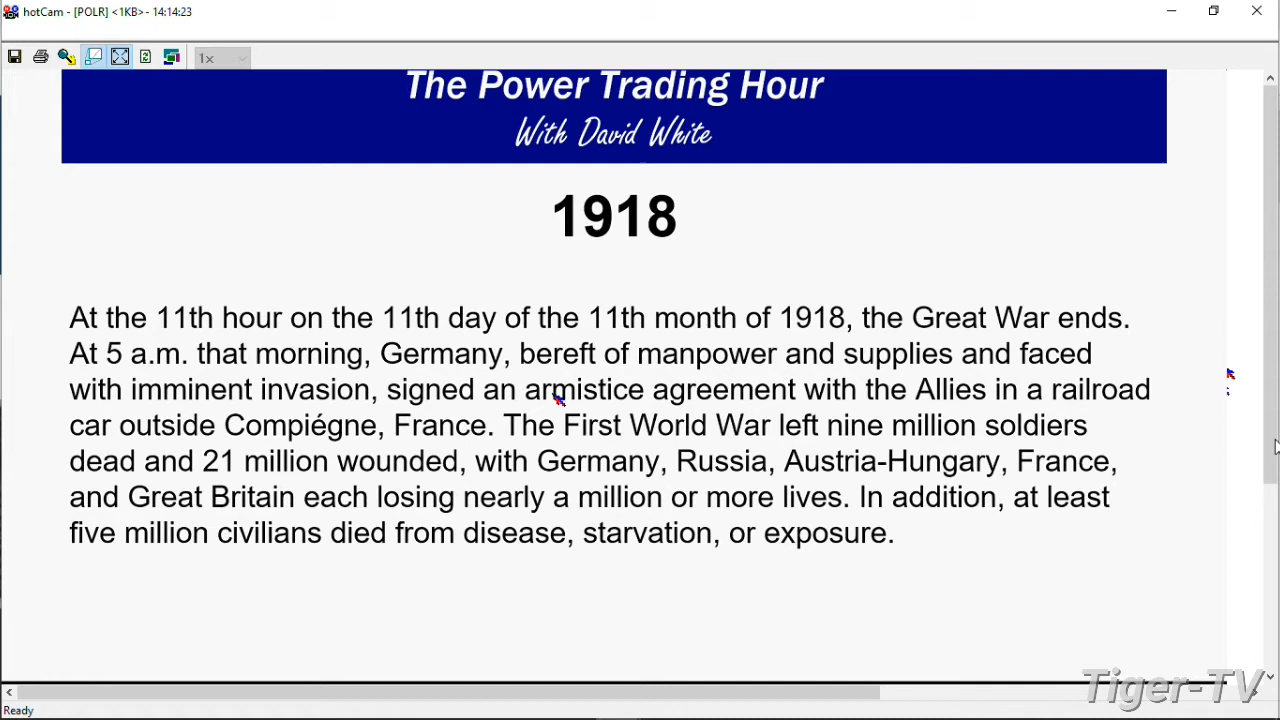 hotCam - [POLR] <1KB> - 14:14:23
1x
The Power Trading Hour
With David White
1918
At the 11th hour on the 11th day of the 11th month of 1918, the Great War ends.
At 5 a.m. that morning, Germany, bereft of manpower and supplies and faced
with imminent invasion, signed an armistice agreement with the Allies in a railroad
car outside Compiégne, France. The First World War left nine million soldiers
dead and 21 million wounded, with Germany, Russia, Austria-Hungary, France,
and Great Britain each losing nearly a million or more lives. In addition, at least
five million civilians died from disease, starvation, or exposure.
Tiger-TV
Ready